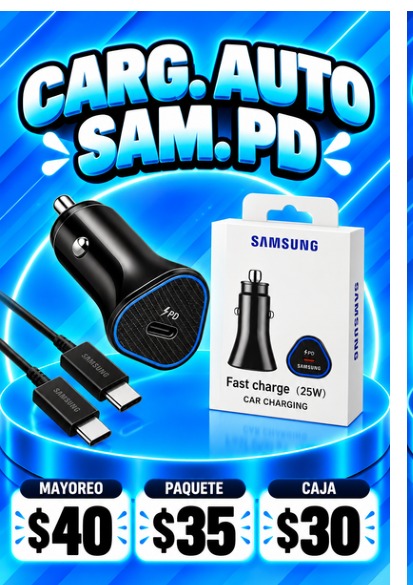 CARG. AUTO
SAM. PD
PD
SAMSUNG
SAMSUNG
SAMSUNG
SAMSUNG
PD
SAMSUNG
Fast charge (25W)
CAR CHARGING
MAYOREO
$40
PAQUETE
$35
CAJA
$30